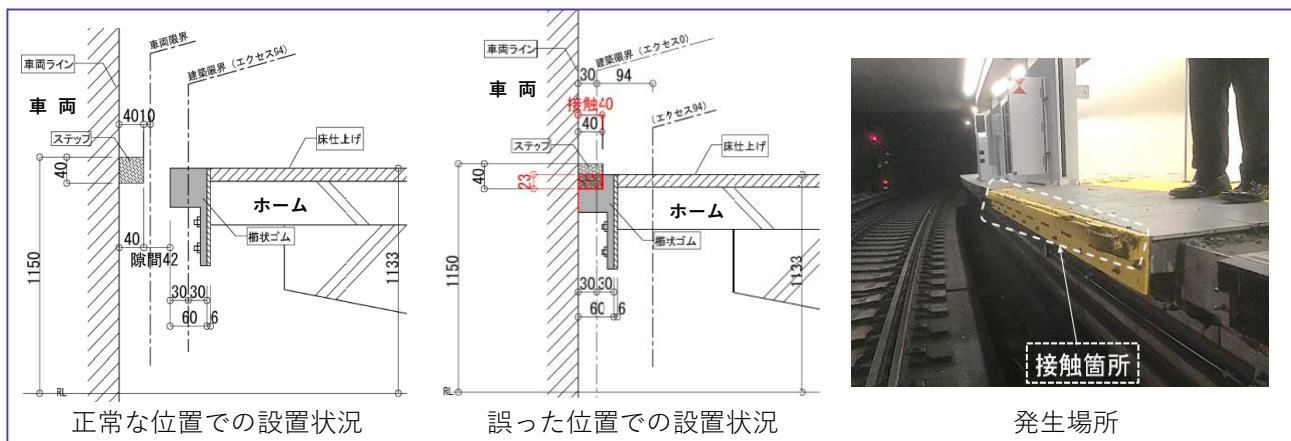 車両限界
建築限界（エクセス94）
車両ライン
車 両
4010
ステップ
40
床仕上げ
ホーム
櫛状ゴム
40
隙間42
1150
1133
30 30
60 6
RL
正常な位置での設置状況
建築限界（エクセス0）
車両ライン
30 94
車 両
接触40
（エクセス94）
40
ステップ
床仕上げ
40
23
ホーム
櫛状ゴム
1150
1133
30 30
60 6
RL
誤った位置での設置状況
接触箇所
発生場所